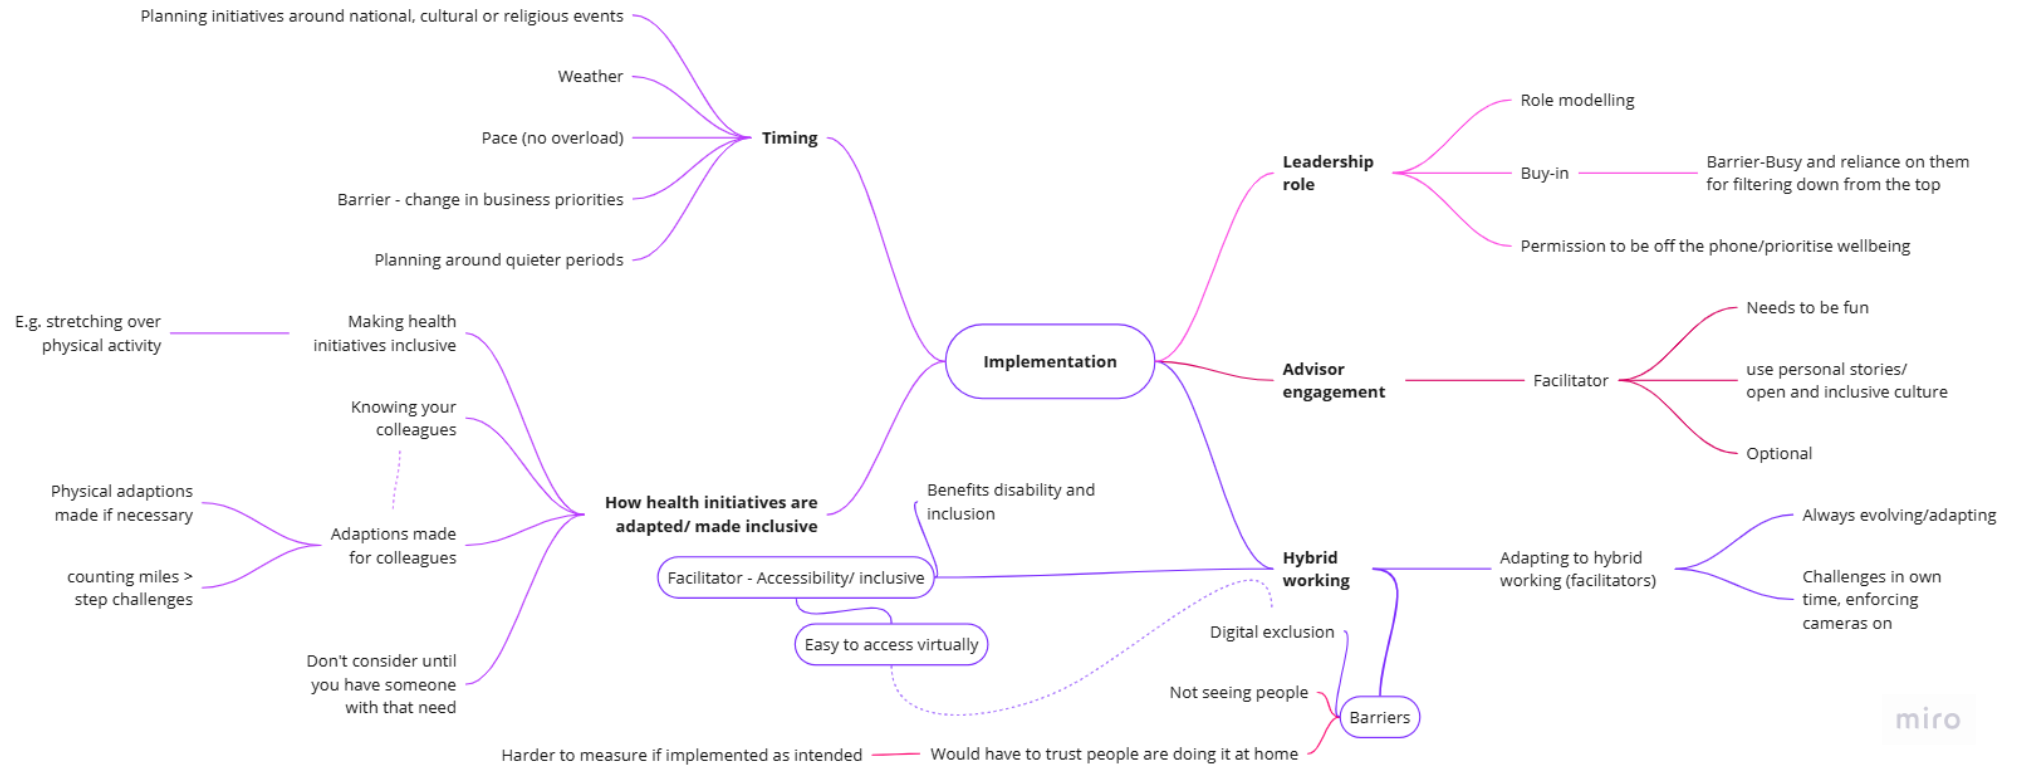 Planning initiatives around national, cultural or religious events
Weather
Pace (no overload)
Timing
Barrier - change in business priorities
Planning around quieter periods
E.g. stretching over
physical activity
Making health
initiatives inclusive
Knowing your
colleagues
Physical adaptions
made if necessary
Adaptions made
for colleagues
counting miles >
step challenges
Don't consider until
you have someone
with that need
How health initiatives are
adapted/ made inclusive
Implementation
Leadership
role
Role modelling
Buy-in
Barrier-Busy and reliance on them
for filtering down from the top
Permission to be off the phone/prioritise wellbeing
Advisor
engagement
Facilitator
Needs to be fun
use personal stories/
open and inclusive culture
Optional
Benefits disability and
inclusion
Facilitator - Accessibility/ inclusive
Easy to access virtually
Hybrid
working
Adapting to hybrid
working (facilitators)
Always evolving/adapting
Challenges in own
time, enforcing
cameras on
Digital exclusion
Not seeing people
Barriers
Harder to measure if implemented as intended
Would have to trust people are doing it at home
miro